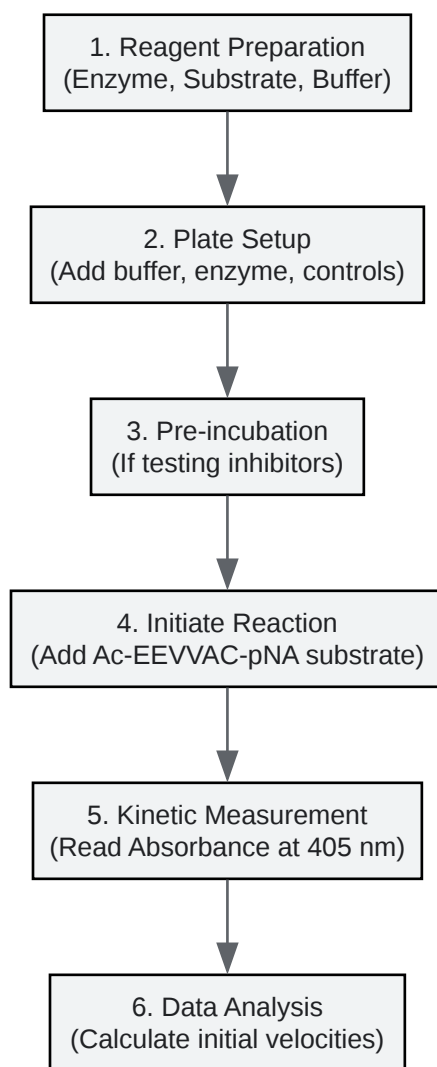 1. Reagent Preparation
(Enzyme, Substrate, Buffer)
2. Plate Setup
(Add buffer, enzyme, controls)
3. Pre-incubation
(If testing inhibitors)
4. Initiate Reaction
(Add Ac-EEVVAC-pNA substrate)
5. Kinetic Measurement
(Read Absorbance at 405 nm)
6. Data Analysis
(Calculate initial velocities)